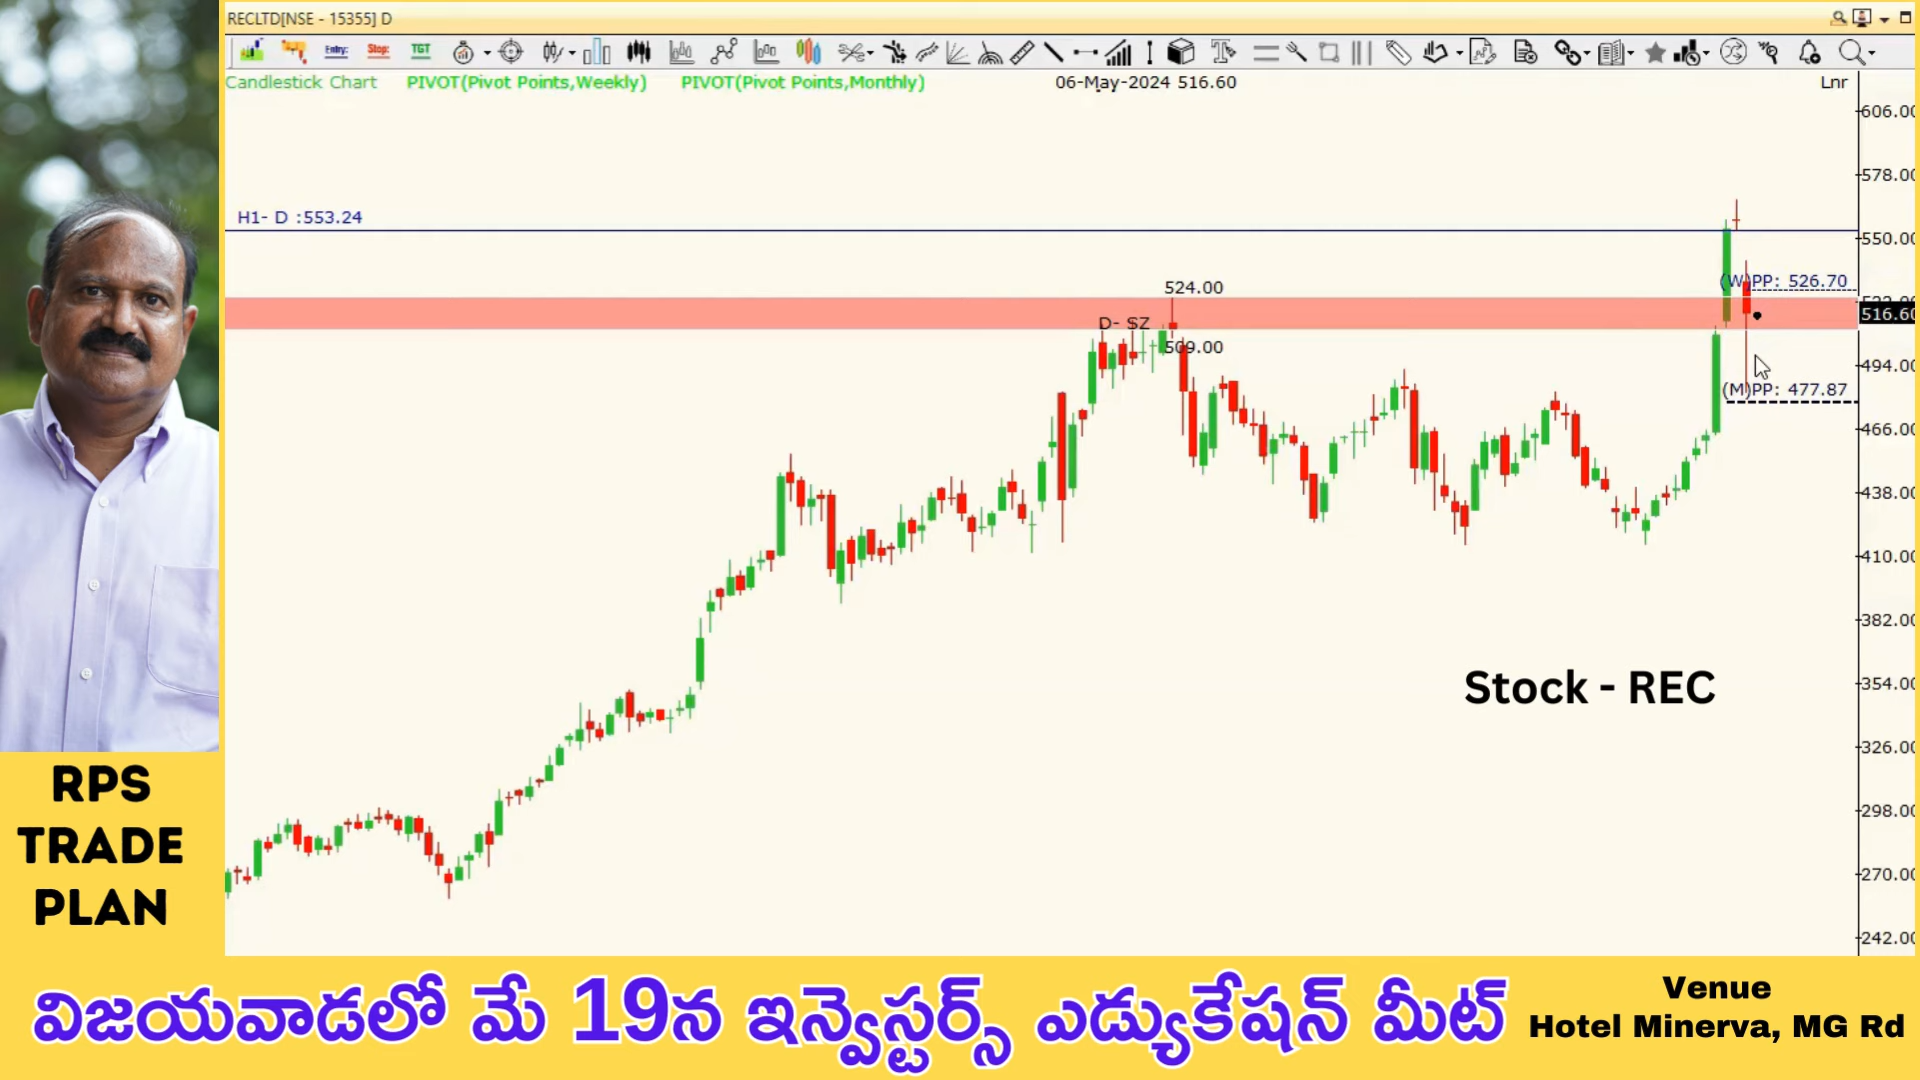 RECLTD[NSE - 15355] D
Entry: Stop: TGT
Candlestick Chart PIVOT(Pivot Points,Weekly) PIVOT(Pivot Points,Monthly) 06-May-2024 516.60 Lnr
606.00
578.00
H1- D :553.24
550.00
(W)PP: 526.70
524.00
516.60
D- SZ
509.00
494.00
(M)PP: 477.87
466.00
438.00
410.00
382.00
Stock - REC
354.00
326.00
298.00
270.00
242.00
RPS
TRADE
PLAN
విజయవాడలో మే 19న ఇన్వెస్టర్స్ ఎడ్యుకేషన్ మీట్
Venue
Hotel Minerva, MG Rd